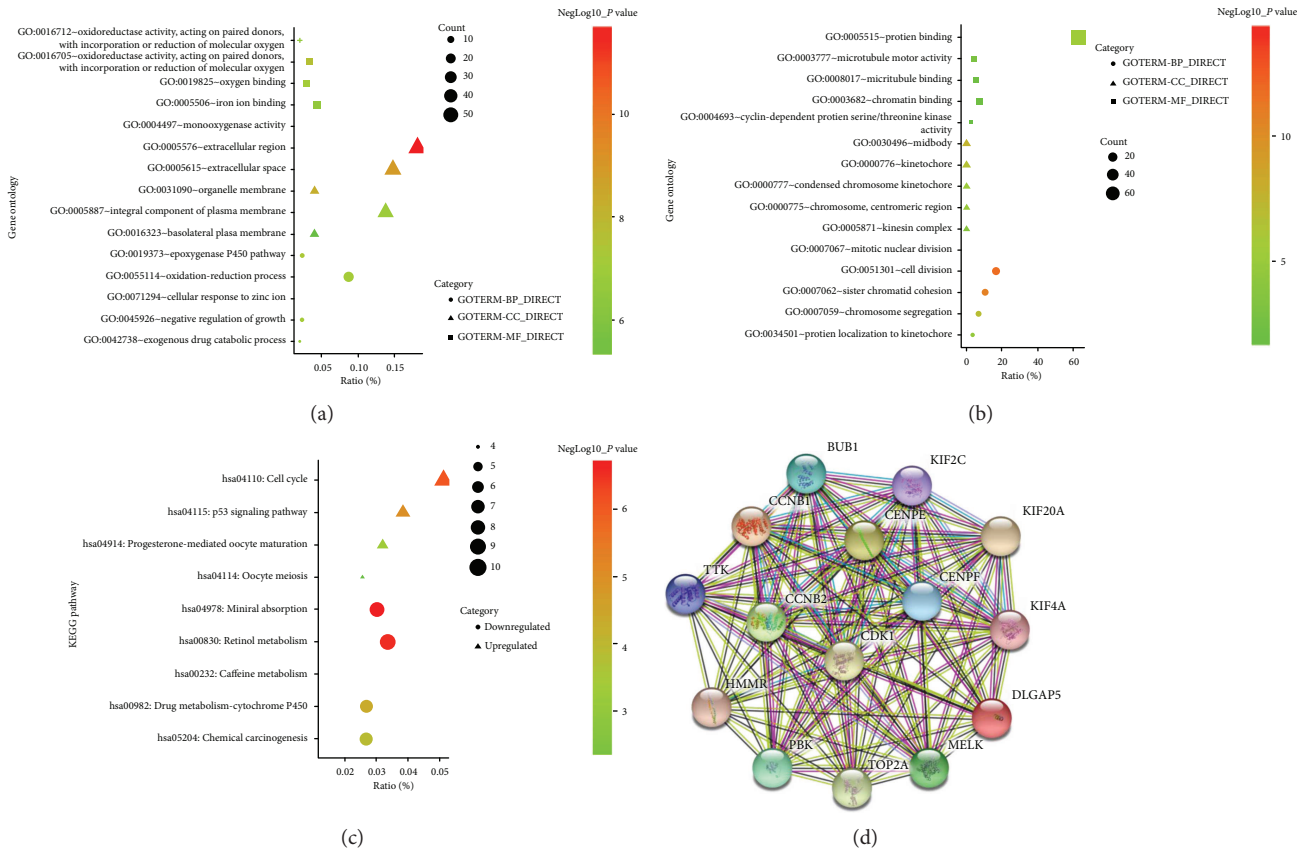 GO:0016712~oxidoreductase activity, acting on paired donors,
with incorporation or reduction of molecular oxygen
GO:0016705~oxidoreductase activity, acting on paired donors,
with incorporation or reduction of molecular oxygen
GO:0019825~oxygen binding
GO:0005506~iron ion binding
GO:0004497~monooxygenase activity
GO:0005576~extracellular region
GO:0005615~extracellular space
GO:0031090~organelle membrane
GO:0005887~integral component of plasma membrane
GO:0016323~basolateral plasa membrane
GO:0019373~epoxygenase P450 pathway
GO:0055114~oxidation-reduction process
GO:0071294~cellular response to zinc ion
GO:0045926~negative regulation of growth
GO:0042738~exogenous drug catabolic process
Gene ontology
0.05 0.10 0.15
Ratio (%)
Count
10
20
30
40
50
Category
GOTERM-BP_DIRECT
GOTERM-CC_DIRECT
GOTERM-MF_DIRECT
NegLog10_P value
10
8
6
(a)
GO:0005515~protien binding
GO:0003777~microtubule motor activity
GO:0008017~micritubule binding
GO:0003682~chromatin binding
GO:0004693~cyclin-dependent protien serine/threonine kinase
activity
GO:0030496~midbody
GO:0000776~kinetochore
GO:0000777~condensed chromosome kinetochore
GO:0000775~chromosome, centromeric region
GO:0005871~kinesin complex
GO:0007067~mitotic nuclear division
GO:0051301~cell division
GO:0007062~sister chromatid cohesion
GO:0007059~chromosome segregation
GO:0034501~protien localization to kinetochore
Gene ontology
0 20 40 60
Ratio (%)
Category
GOTERM-BP_DIRECT
GOTERM-CC_DIRECT
GOTERM-MF_DIRECT
Count
20
40
60
NegLog10_P value
10
5
(b)
hsa04110: Cell cycle
hsa04115: p53 signaling pathway
hsa04914: Progesterone-mediated oocyte maturation
hsa04114: Oocyte meiosis
hsa04978: Miniral absorption
hsa00830: Retinol metabolism
hsa00232: Caffeine metabolism
hsa00982: Drug metabolism-cytochrome P450
hsa05204: Chemical carcinogenesis
KEGG pathway
0.02 0.03 0.04 0.05
Ratio (%)
4
5
6
7
8
9
10
Category
Downregulated
Upregulated
NegLog10_P value
6
5
4
3
(c)
BUB1
KIF2C
CCNB1
CENPE
KIF20A
TTK
CCNB2
CENPF
KIF4A
CDK1
HMMR
DLGAP5
PBK
TOP2A
MELK
(d)